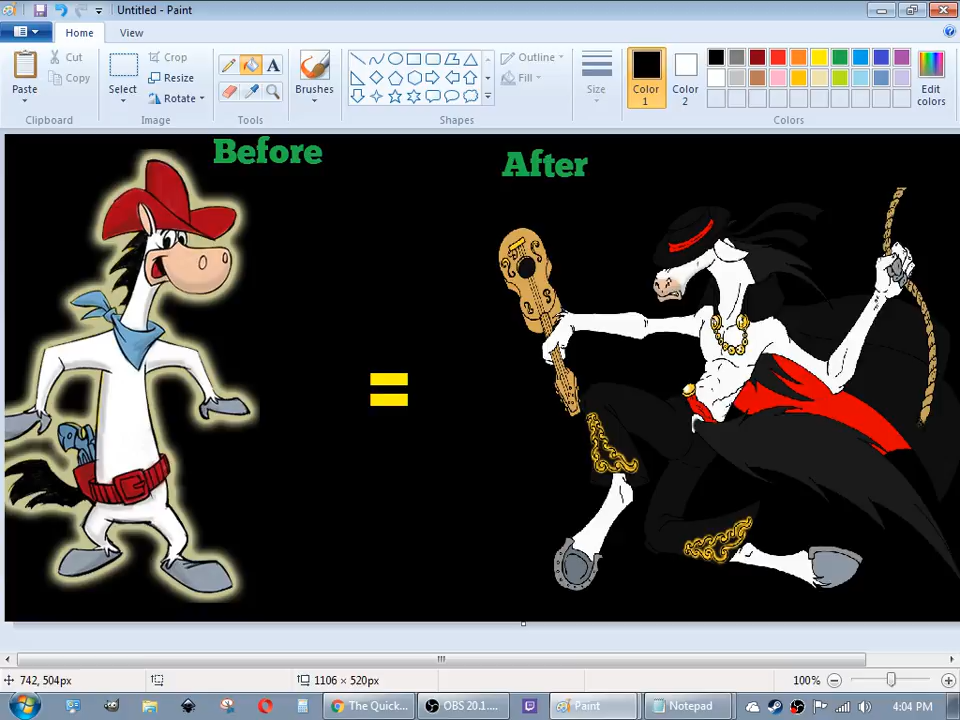 Untitled - Paint
Home
View
Paste
Cut
Copy
Clipboard
Select
Crop
Resize
Rotate
Image
A
Tools
Brushes
Shapes
Outline
Fill
Size
Color 1
Color 2
Edit colors
Colors
Before
After
=
742, 504px
1106 × 520px
100%
The Quick...
OBS 20.1....
Paint
Notepad
4:04 PM